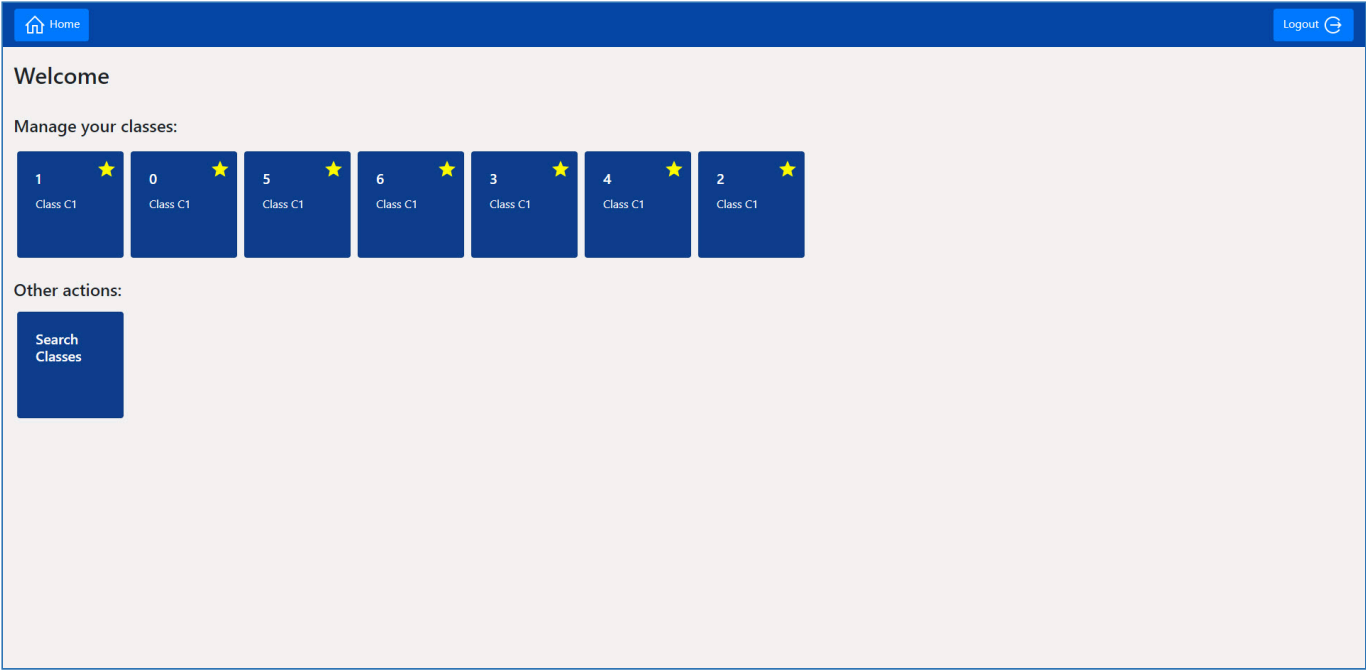 Home
Logout
Welcome
Manage your classes:
1
Class C1
0
Class C1
5
Class C1
6
Class C1
3
Class C1
4
Class C1
2
Class C1
Other actions:
Search
Classes